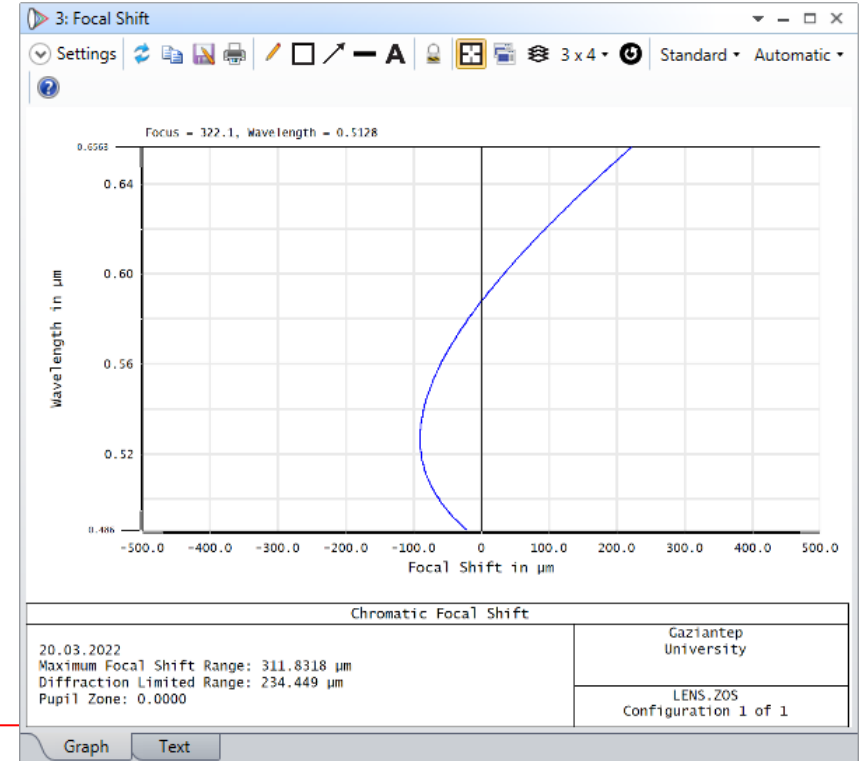 3: Focal Shift
Settings
3 x 4
Standard
Automatic
Focus = 322.1, Wavelength = 0.5128
0.6563
0.64
0.60
0.56
0.52
0.486
Wavelength in µm
-500.0 -400.0 -300.0 -200.0 -100.0 0 100.0 200.0 300.0 400.0 500.0
Focal Shift in µm
Chromatic Focal Shift
20.03.2022
Maximum Focal Shift Range: 311.8318 µm
Diffraction Limited Range: 234.449 µm
Pupil Zone: 0.0000
Gaziantep
University
LENS.ZOS
Configuration 1 of 1
Graph
Text